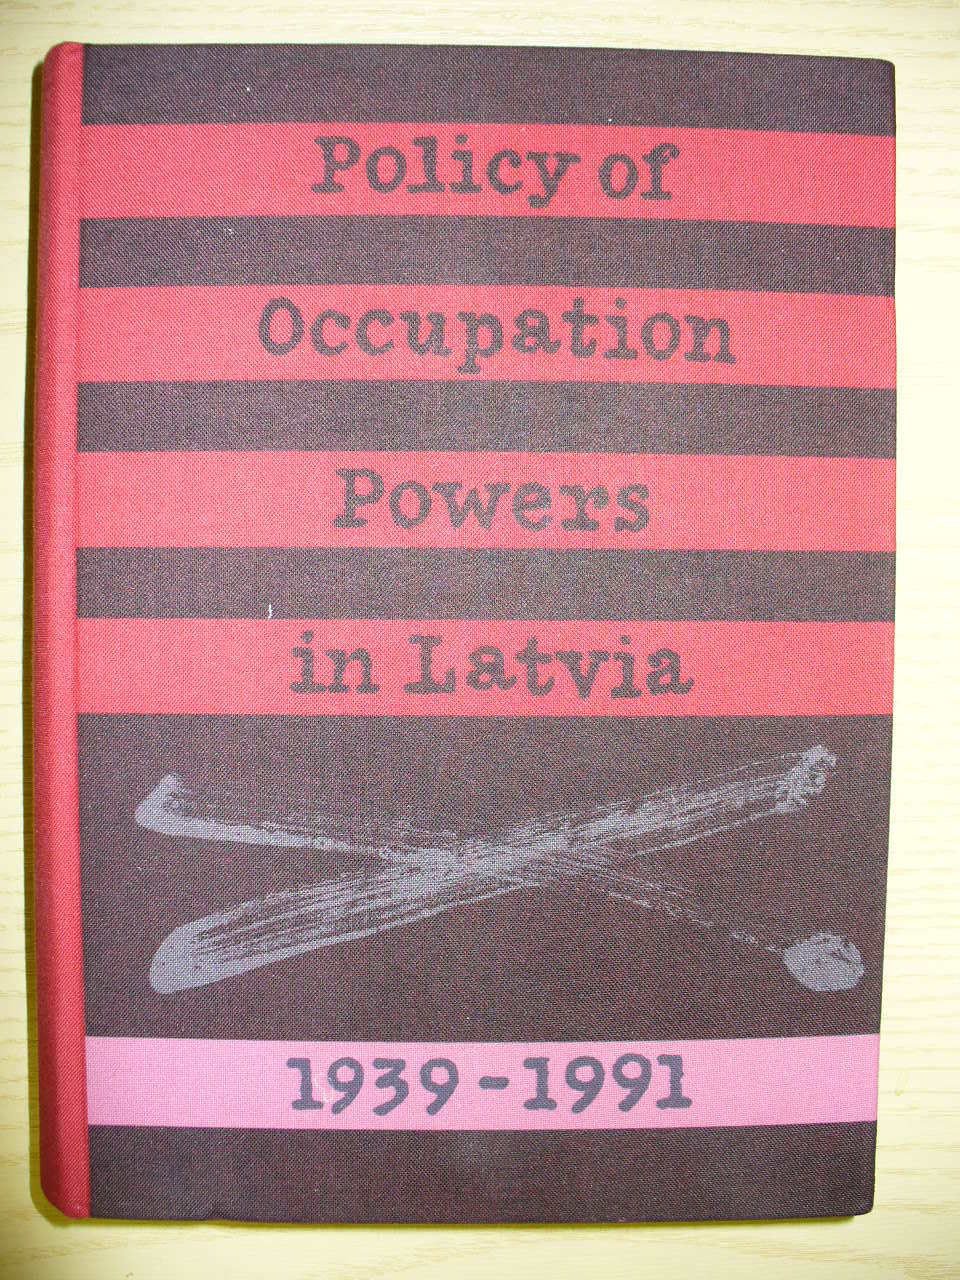 Policy of
Occupation
Powers
in Latvia
1939-1991